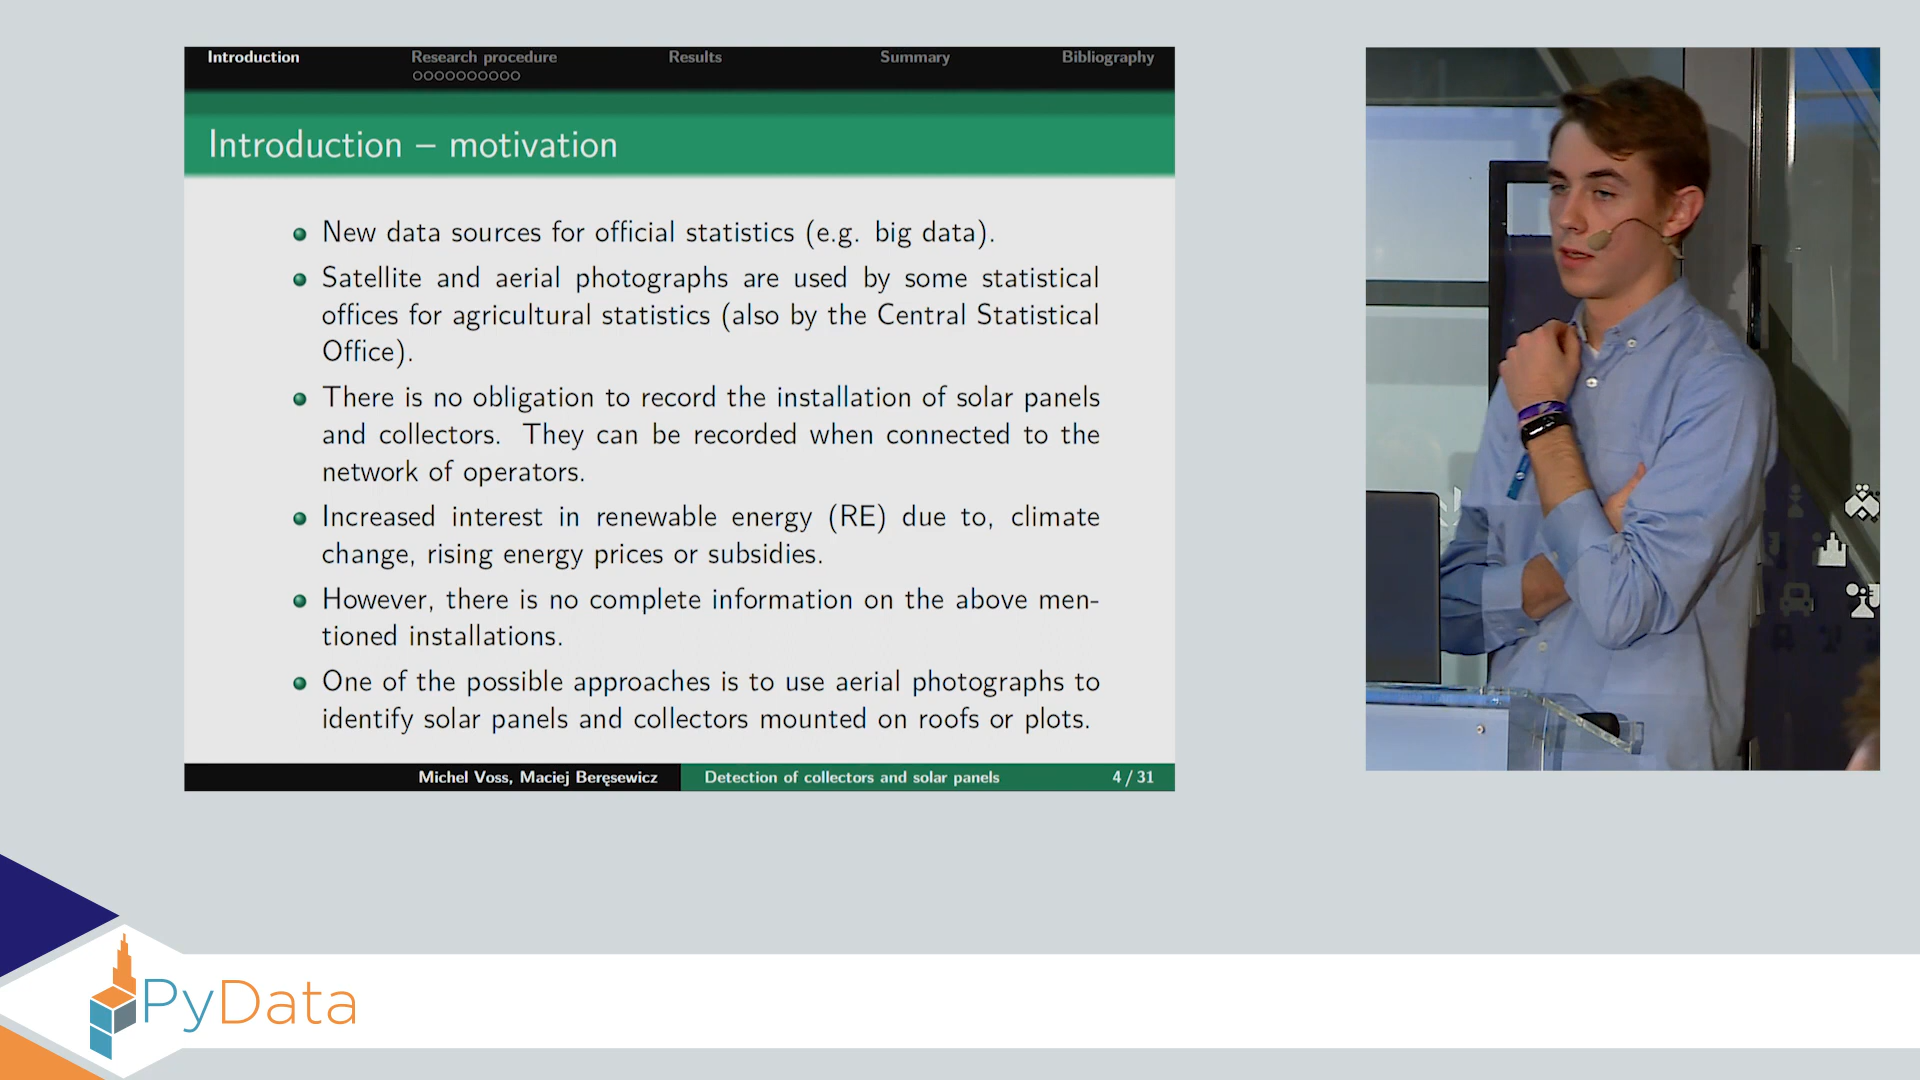 Introduction Research procedure Results Summary Bibliography
Introduction – motivation
New data sources for official statistics (e.g. big data).
Satellite and aerial photographs are used by some statistical
offices for agricultural statistics (also by the Central Statistical
Office).
There is no obligation to record the installation of solar panels
and collectors. They can be recorded when connected to the
network of operators.
Increased interest in renewable energy (RE) due to, climate
change, rising energy prices or subsidies.
However, there is no complete information on the above men-
tioned installations.
One of the possible approaches is to use aerial photographs to
identify solar panels and collectors mounted on roofs or plots.
Michel Voss, Maciej Beręsewicz Detection of collectors and solar panels 4 / 31
PyData